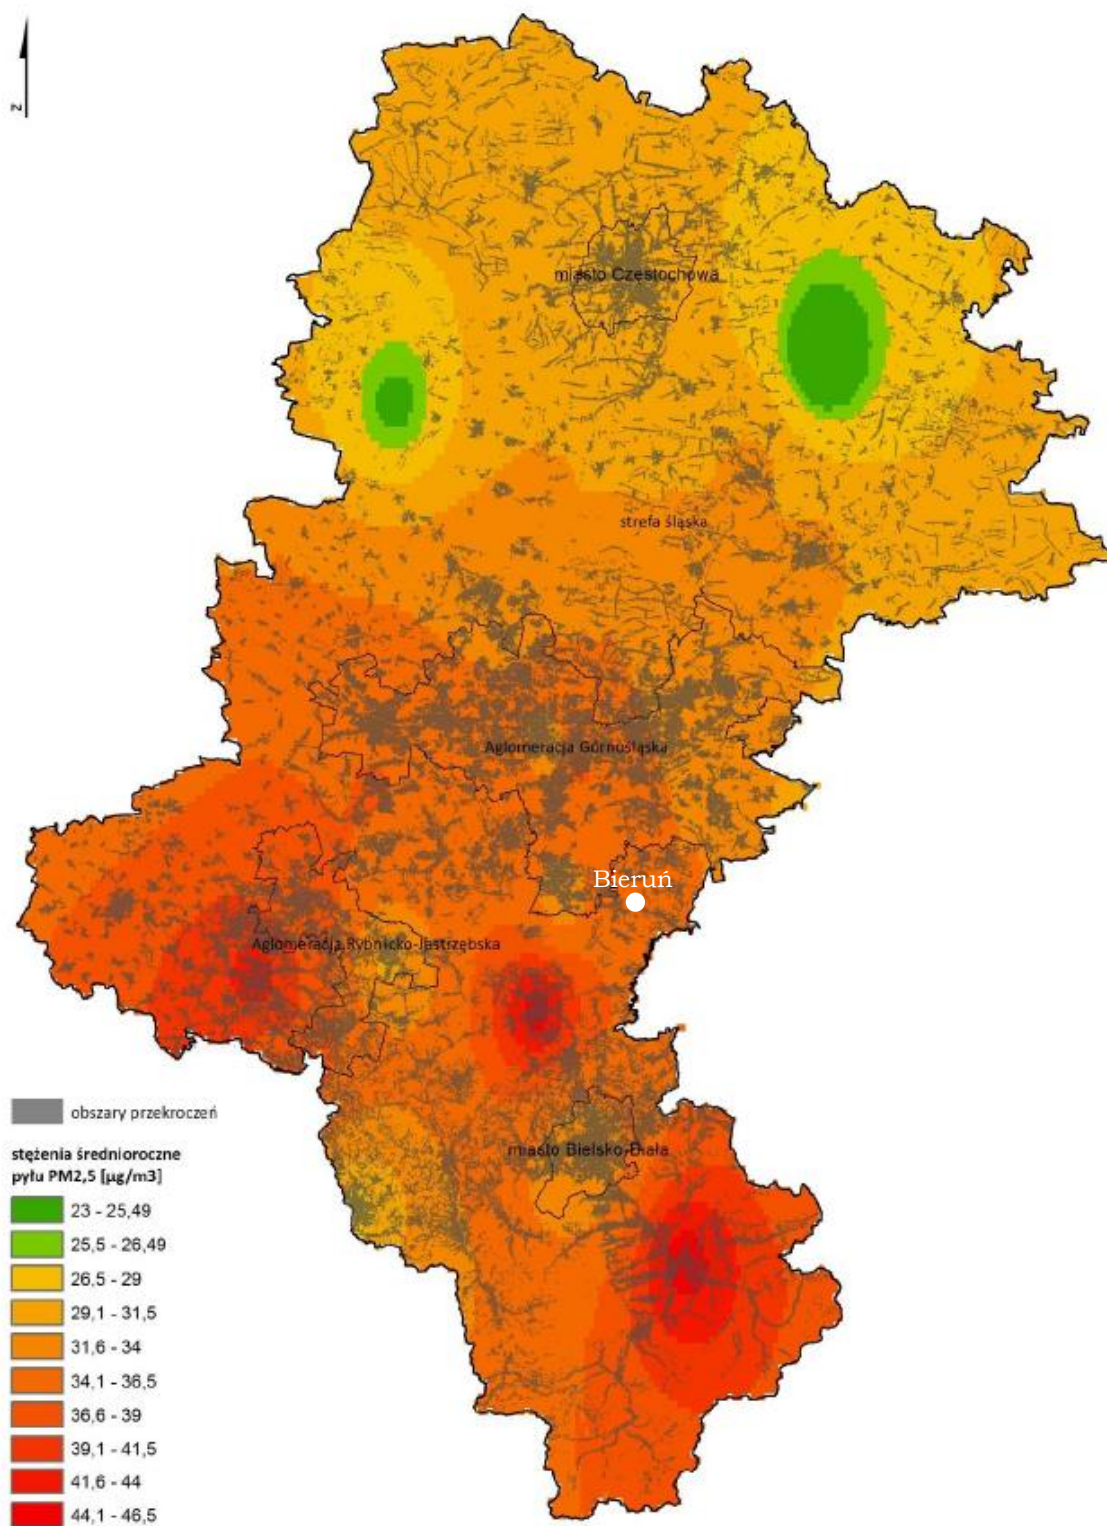 z
miasto Częstochowa
strefa śląska
Aglomeracja Górnośląska
Bieruń
Aglomeracja Rybnicko-Jastrzębska
miasto Bielsko-Biała
obszary przekroczeń
stężenia średnioroczne
pyłu PM2,5 [µg/m3]
23 - 25,49
25,5 - 26,49
26,5 - 29
29,1 - 31,5
31,6 - 34
34,1 - 36,5
36,6 - 39
39,1 - 41,5
41,6 - 44
44,1 - 46,5